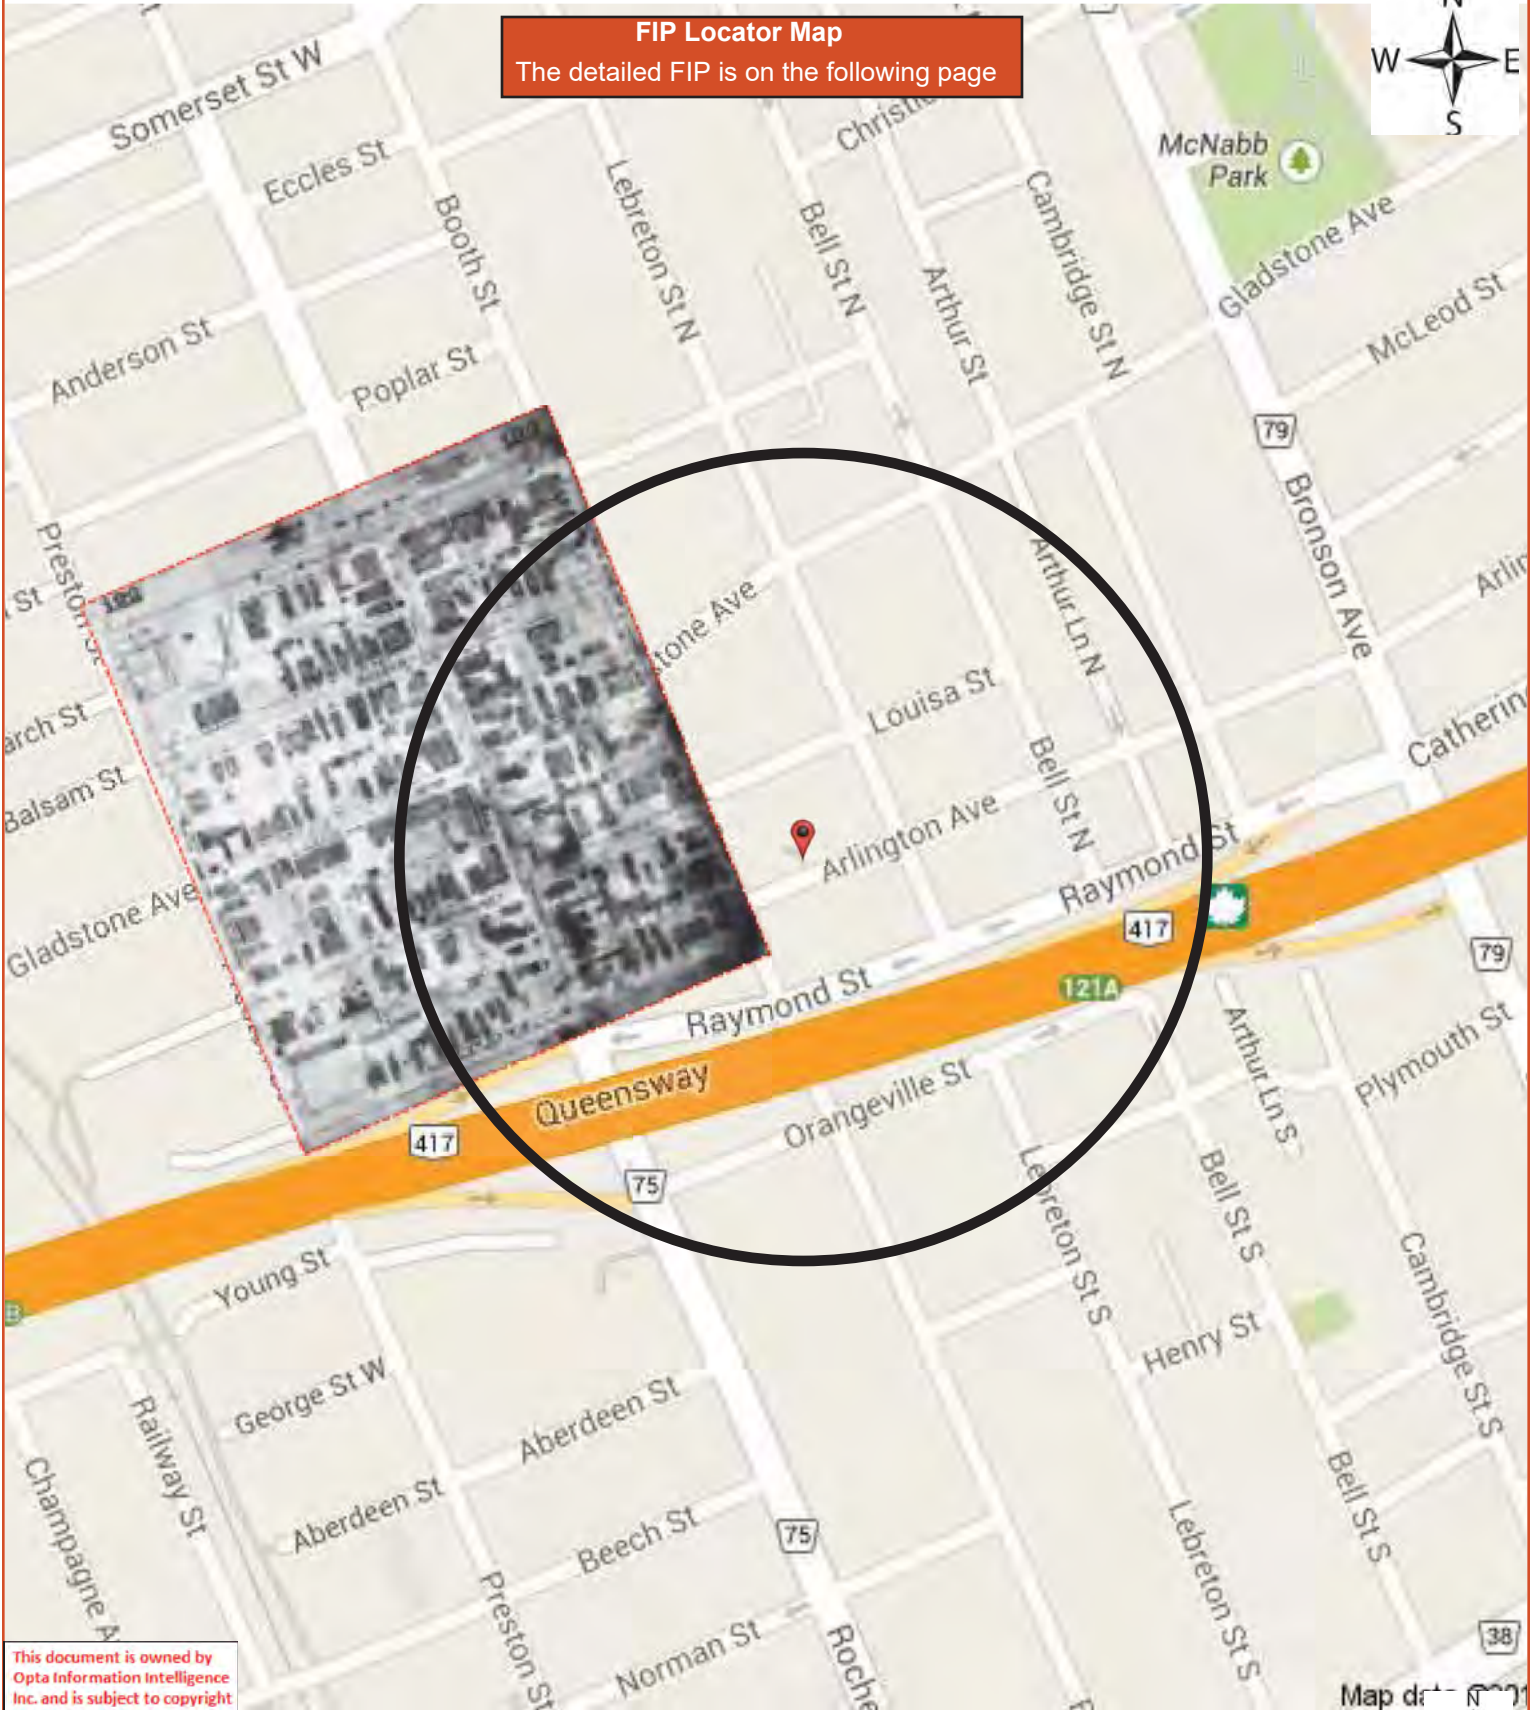 FIP Locator Map
The detailed FIP is on the following page
N
W
E
S
Somerset St W
Eccles St
Booth St
Lebreton St N
Bell St N
Arthur St
Cambridge St N
McNabb
Park
Gladstone Ave
McLeod St
Anderson St
Poplar St
79
Bronson Ave
Preston St
St
Arthur Ln N
Louisa St
Bell St N
Balsam St
Gladstone Ave
Arlington Ave
Raymond St
417
79
121A
Raymond St
Queensway
417
Orangeville St
75
Arthur Ln S
Plymouth St
Lebreton St S
Bell St S
Cambridge St S
Young St
Henry St
George St W
Railway St
Aberdeen St
Aberdeen St
Beech St
75
Bell St S
Lebreton St S
Preston St
Norman St
38
This document is owned by
Opta Information Intelligence
Inc. and is subject to copyright
N